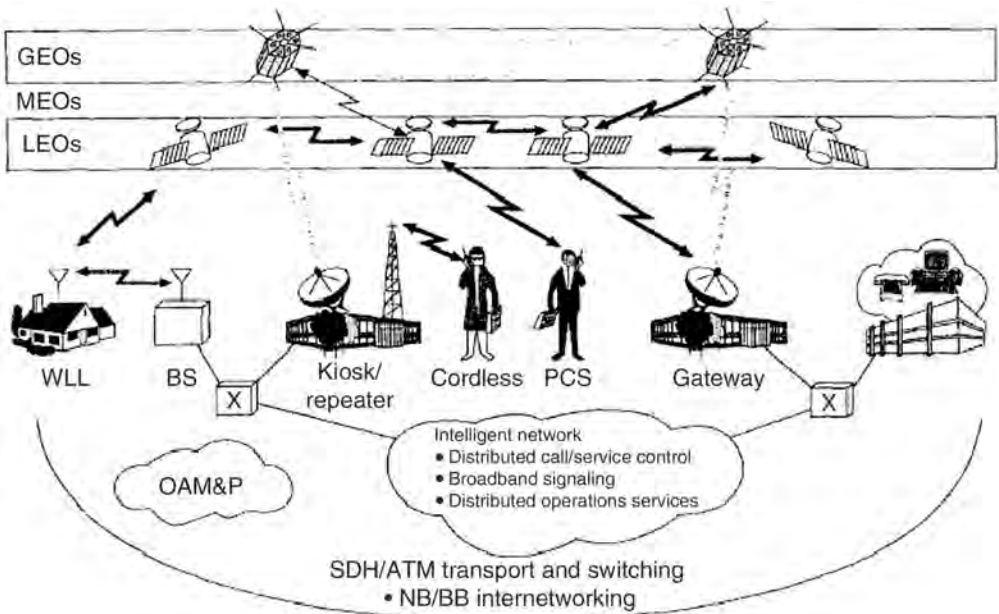 GEOs
MEOs
LEOs
WLL
BS
Kiosk/
repeater
Cordless
PCS
Gateway
X
X
Intelligent network
• Distributed call/service control
• Broadband signaling
• Distributed operations services
OAM&P
SDH/ATM transport and switching
• NB/BB internetworking